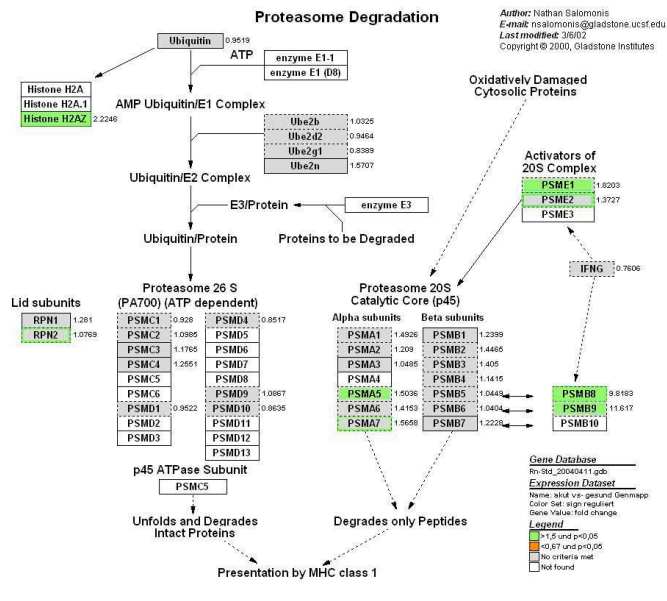 Proteasome Degradation
Author: Nathan Salomonis
E-mail: nsalomonis@gladstone.ucsf.edu
Last modified: 3/6/02
Copyright © 2000, Gladstone Institutes
Ubiquitin 0.9519
ATP
enzyme E1-1
enzyme E1 (D8)
Histone H2A
Histone H2A.1
Histone H2AZ 2.2246
AMP Ubiquitin/E1 Complex
Oxidatively Damaged
Cytosolic Proteins
Ube2b 1.0325
Ube2d2 0.9464
Ube2g1 0.8389
Ube2n 1.5707
Ubiquitin/E2 Complex
Activators of
20S Complex
PSME1 1.8203
PSME2 1.3727
PSME3
E3/Protein
enzyme E3
Ubiquitin/Protein
Proteins to be Degraded
IFNG 0.7606
Lid subunits
RPN1 1.281
RPN2 1.0769
Proteasome 26 S
(PA700) (ATP dependent)
PSMC1 0.928
PSMC2 1.0985
PSMC3 1.1765
PSMC4 1.2551
PSMC5
PSMC6
PSMD1 0.9522
PSMD2
PSMD3
PSMD4 0.8517
PSMD5
PSMD6
PSMD7
PSMD8
PSMD9 1.0867
PSMD10 0.8635
PSMD11
PSMD12
PSMD13
Proteasome 20S
Catalytic Core (p45)
Alpha subunits
PSMA1 1.4926
PSMA2 1.209
PSMA3 1.0485
PSMA4
PSMA5 1.5036
PSMA6 1.4153
PSMA7 1.5658
Beta subunits
PSMB1 1.2399
PSMB2 1.4465
PSMB3 1.405
PSMB4 1.1415
PSMB5 1.0449
PSMB6 1.0404
PSMB7 1.2228
PSMB8 9.8183
PSMB9 11.617
PSMB10
p45 ATPase Subunit
PSMC5
Unfolds and Degrades
Intact Proteins
Degrades only Peptides
Presentation by MHC class 1
Gene Database
Rn-Std_20040411.gdb
Expression Dataset
Name: akut vs- gesund Genmapp
Color Set: sign reguliert
Gene Value: fold change
Legend
>1,5 und p<0,05
<0,67 und p<0,05
No criteria met
Not found